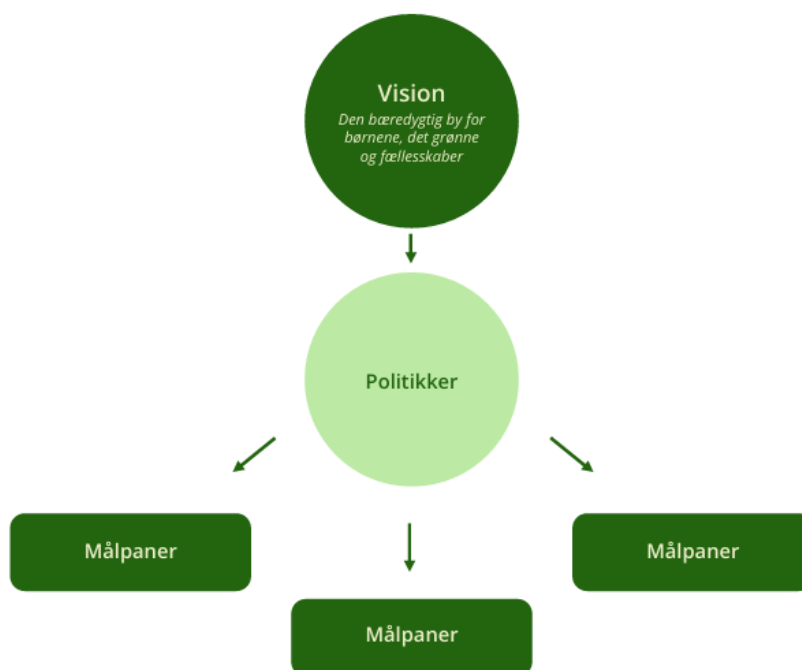 Vision
Den bæredygtig by for
børnene, det grønne
og fællesskaber
Politikker
Målpaner
Målpaner
Målpaner